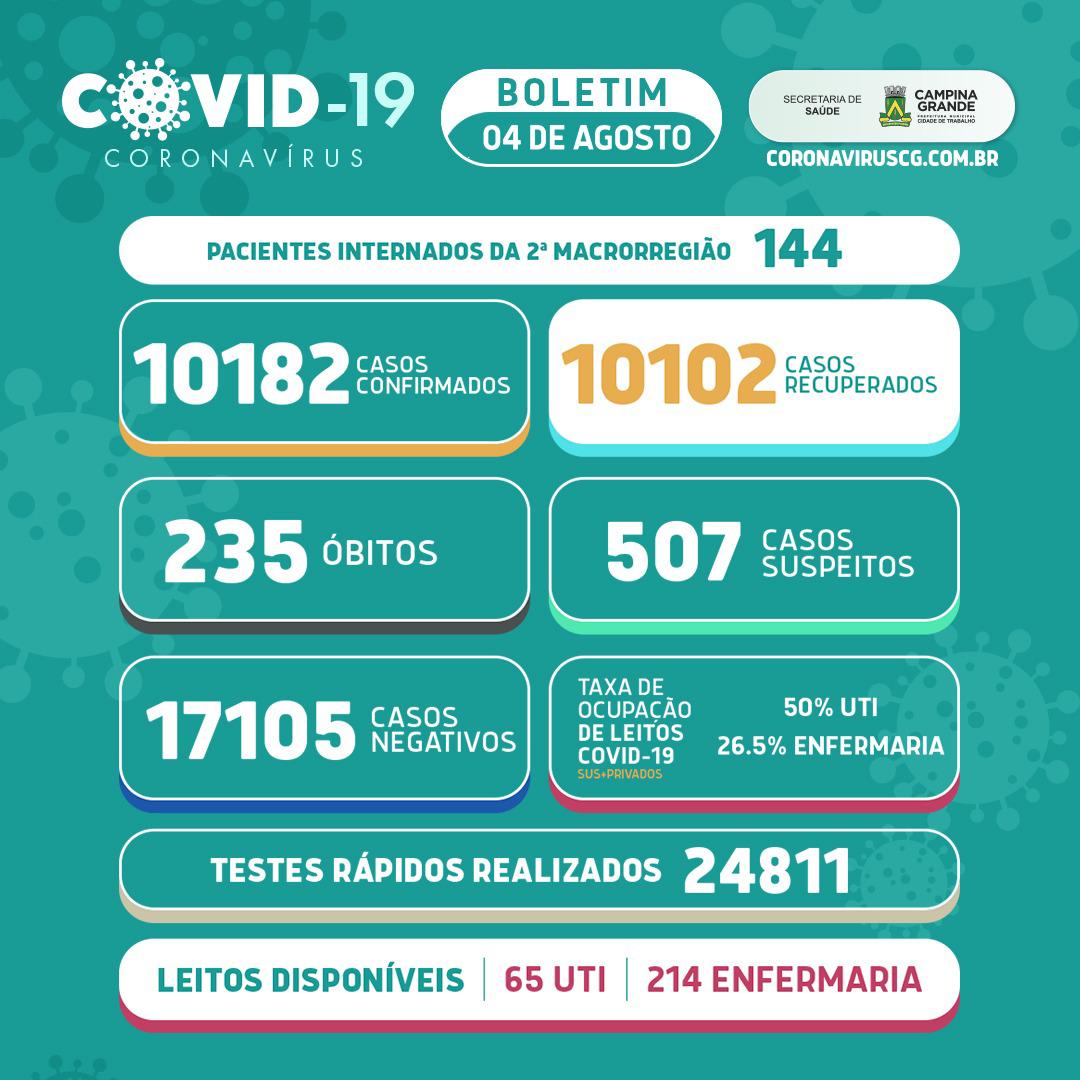 COVID-19
CORONAVÍRUS
BOLETIM
04 DE AGOSTO
SECRETARIA DE
SAÚDE
CAMPINA
GRANDE
PREFEITURA MUNICIPAL
CIDADE DE TRABALHO
CORONAVIRUSCG.COM.BR
PACIENTES INTERNADOS DA 2ª MACRORREGIÃO 144
10182 CASOS
CONFIRMADOS
10102 CASOS
RECUPERADOS
235 ÓBITOS
507 CASOS
SUSPEITOS
17105 CASOS
NEGATIVOS
TAXA DE
OCUPAÇÃO
DE LEITOS
COVID-19
SUS+PRIVADOS
50% UTI
26.5% ENFERMARIA
TESTES RÁPIDOS REALIZADOS 24811
LEITOS DISPONÍVEIS 65 UTI 214 ENFERMARIA